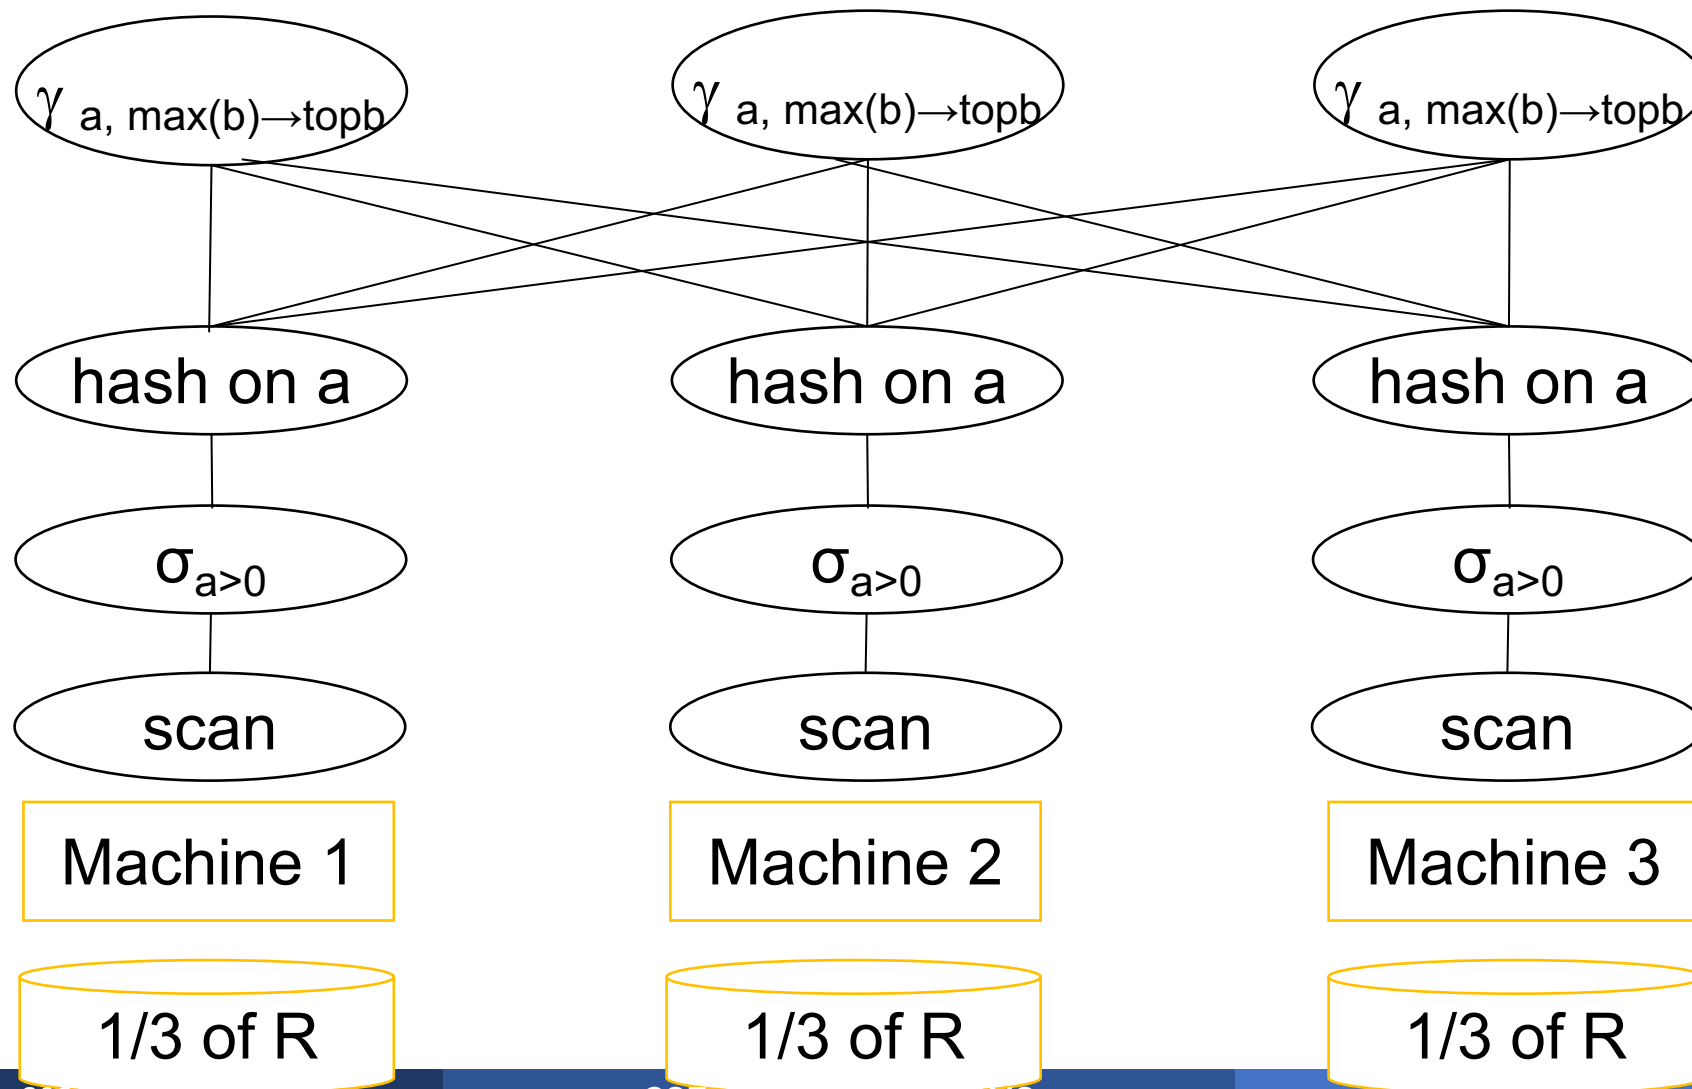 γ a, max(b)→topb γ a, max(b)→topb γ a, max(b)→topb
hash on a hash on a hash on a
σa>0 σa>0 σa>0
scan scan scan
Machine 1 Machine 2 Machine 3
1/3 of R 1/3 of R 1/3 of R